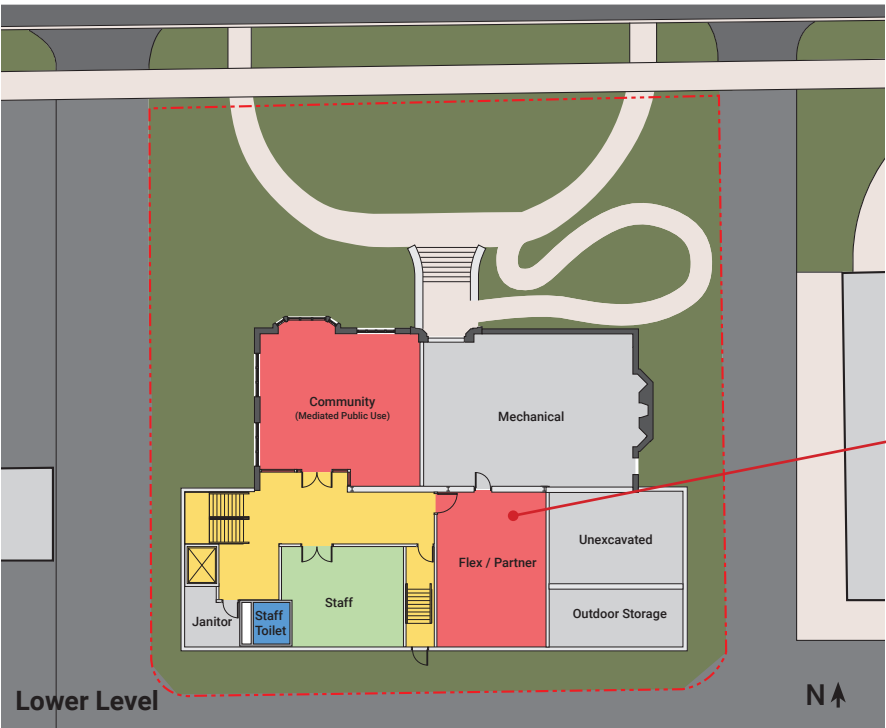 Community
(Mediated Public Use)
Mechanical
Unexcavated
Flex / Partner
Staff
Outdoor Storage
Janitor
Staff
Toilet
Lower Level
N